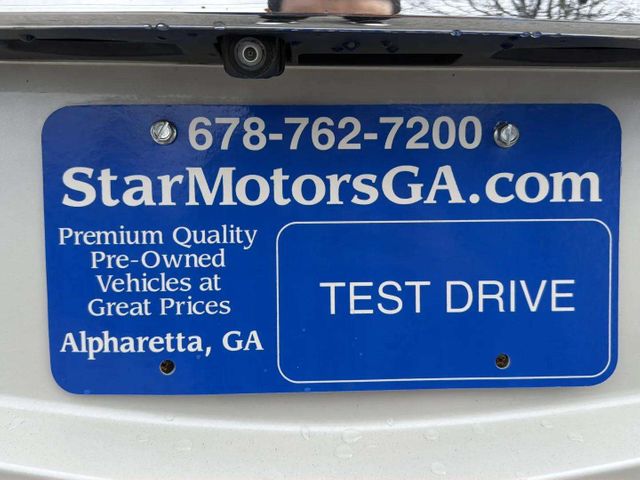 678-762-7200
StarMotorsGA.com
Premium Quality
Pre-Owned
Vehicles at
Great Prices
Alpharetta, GA
TEST DRIVE